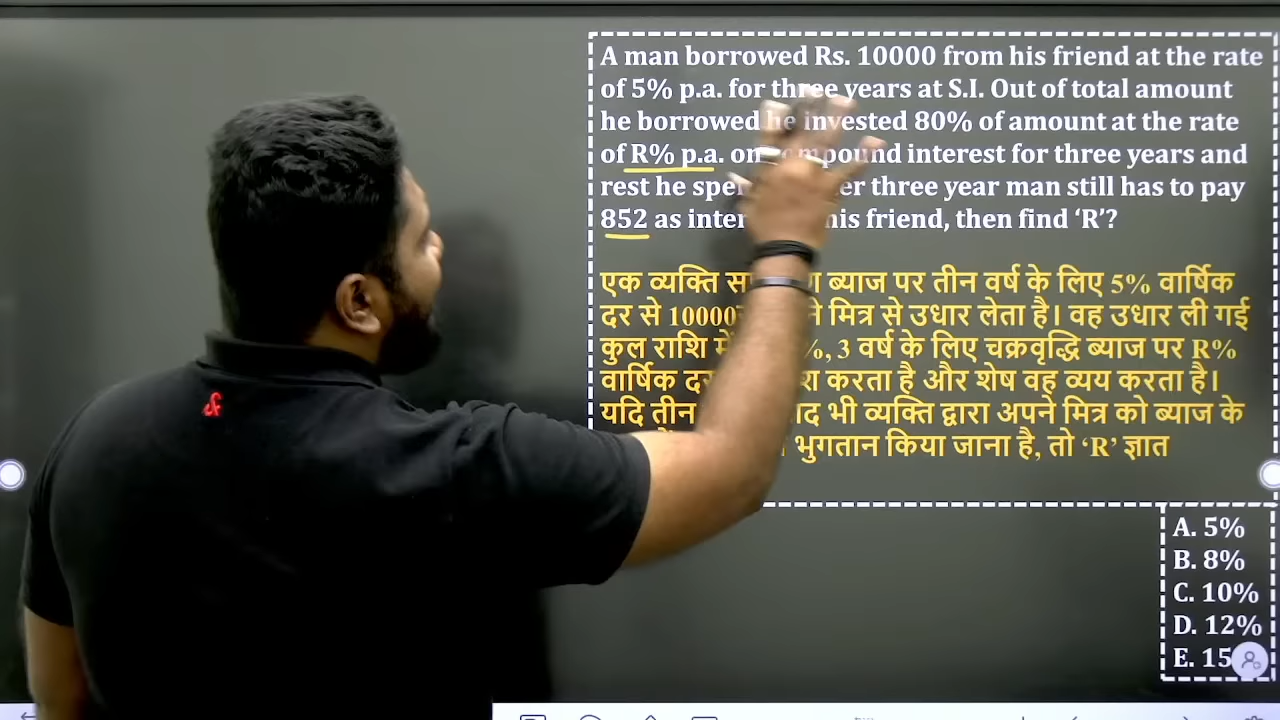 A man borrowed Rs. 10000 from his friend at the rate
of 5% p.a. for three years at S.I. Out of total amount
he borrowed he invested 80% of amount at the rate
of R% p.a. on compound interest for three years and
rest he three year man still has to pay
852 as his friend, then find ‘R’?
एक व्यक्ति ब्याज पर तीन वर्ष के लिए 5% वार्षिक
दर से 10000 मित्र से उधार लेता है। वह उधार ली गई
कुल राशि 3 वर्ष के लिए चक्रवृद्धि ब्याज पर R%
वार्षिक करता है और शेष वह व्यय करता है।
यदि तीन भी व्यक्ति द्वारा अपने मित्र को ब्याज के
भुगतान किया जाना है, तो ‘R’ ज्ञात
A. 5%
B. 8%
C. 10%
D. 12%
E. 15